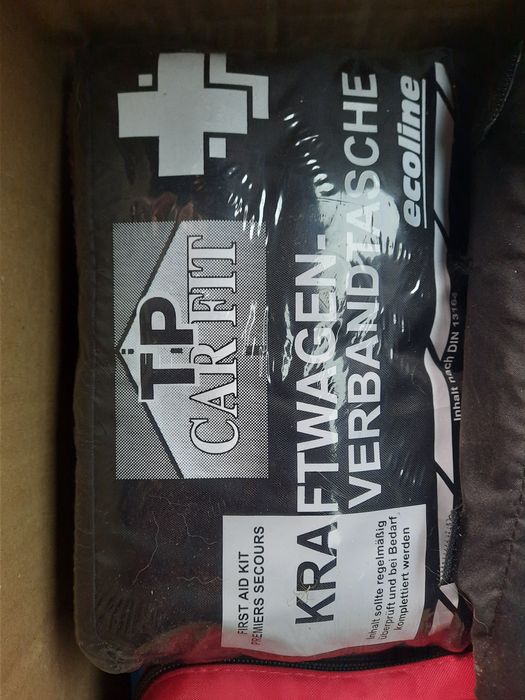 TP
CAR FIT
FIRST AID KIT
PREMIERS SECOURS
KRAFTWAGEN-
VERBANDTASCHE
ecoline
Inhalt sollte regelmäßig
überprüft und bei Bedarf
komplettiert werden
Inhalt nach DIN 13164